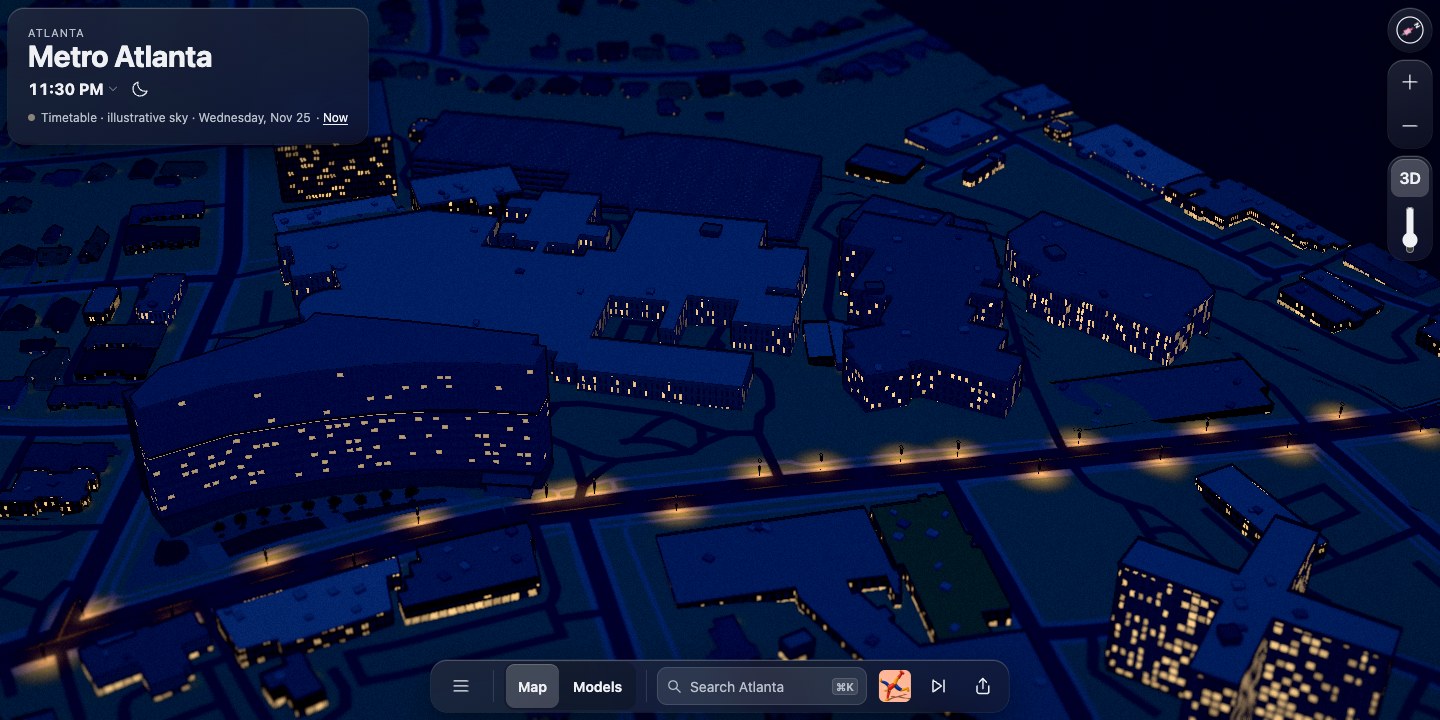 ATLANTA
Metro Atlanta
11:30 PM
Timetable · illustrative sky · Wednesday, Nov 25 · Now
3D
Map
Models
Search Atlanta
⌘K